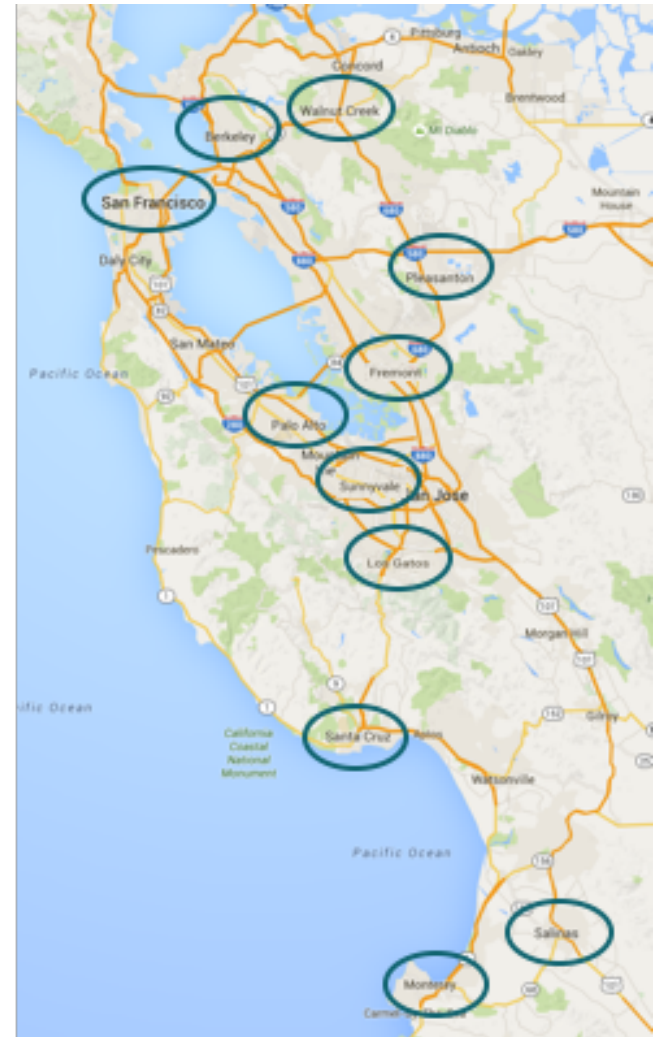 Pittsburg
Antioch
Oakley
Concord
Brentwood
Walnut Creek
Mt Diablo
Berkeley
San Francisco
Mountain
House
Daly City
Pleasanton
San Mateo
Fremont
Pacific Ocean
Palo Alto
Mountain
Sunnyvale
San Jose
Los Gatos
Pescadero
Morgan Hill
Gilroy
ific Ocean
California
Coastal
National
Monument
Santa Cruz
Aptos
Watsonville
Pacific Ocean
Salinas
Monterey